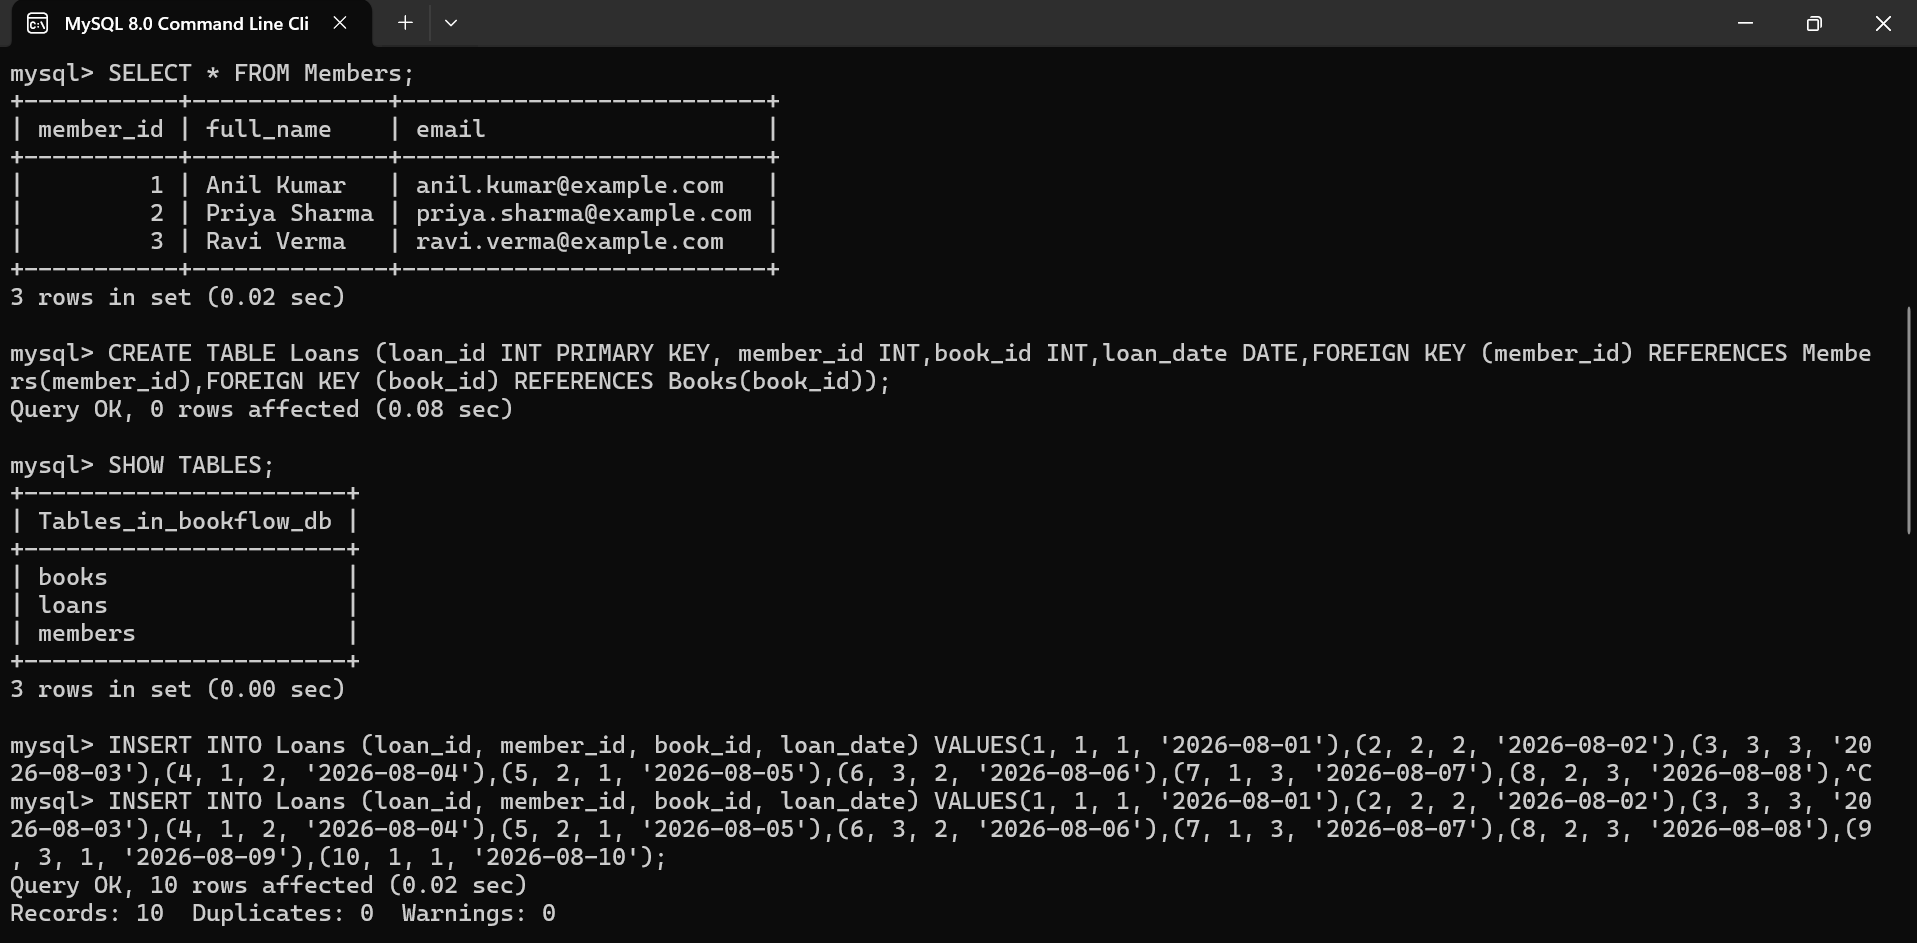 MySQL 8.0 Command Line Cli
mysql> SELECT * FROM Members;
+-----------+--------------+--------------------------+
| member_id | full_name    | email                    |
+-----------+--------------+--------------------------+
|         1 | Anil Kumar   | anil.kumar@example.com   |
|         2 | Priya Sharma | priya.sharma@example.com |
|         3 | Ravi Verma   | ravi.verma@example.com   |
+-----------+--------------+--------------------------+
3 rows in set (0.02 sec)
mysql> CREATE TABLE Loans (loan_id INT PRIMARY KEY, member_id INT,book_id INT,loan_date DATE,FOREIGN KEY (member_id) REFERENCES Membe
rs(member_id),FOREIGN KEY (book_id) REFERENCES Books(book_id));
Query OK, 0 rows affected (0.08 sec)
mysql> SHOW TABLES;
+-----------------------+
| Tables_in_bookflow_db |
+-----------------------+
| books                 |
| loans                 |
| members               |
+-----------------------+
3 rows in set (0.00 sec)
mysql> INSERT INTO Loans (loan_id, member_id, book_id, loan_date) VALUES(1, 1, 1, '2026-08-01'),(2, 2, 2, '2026-08-02'),(3, 3, 3, '20
26-08-03'),(4, 1, 2, '2026-08-04'),(5, 2, 1, '2026-08-05'),(6, 3, 2, '2026-08-06'),(7, 1, 3, '2026-08-07'),(8, 2, 3, '2026-08-08'),^C
mysql> INSERT INTO Loans (loan_id, member_id, book_id, loan_date) VALUES(1, 1, 1, '2026-08-01'),(2, 2, 2, '2026-08-02'),(3, 3, 3, '20
26-08-03'),(4, 1, 2, '2026-08-04'),(5, 2, 1, '2026-08-05'),(6, 3, 2, '2026-08-06'),(7, 1, 3, '2026-08-07'),(8, 2, 3, '2026-08-08'),(9
, 3, 1, '2026-08-09'),(10, 1, 1, '2026-08-10');
Query OK, 10 rows affected (0.02 sec)
Records: 10  Duplicates: 0  Warnings: 0